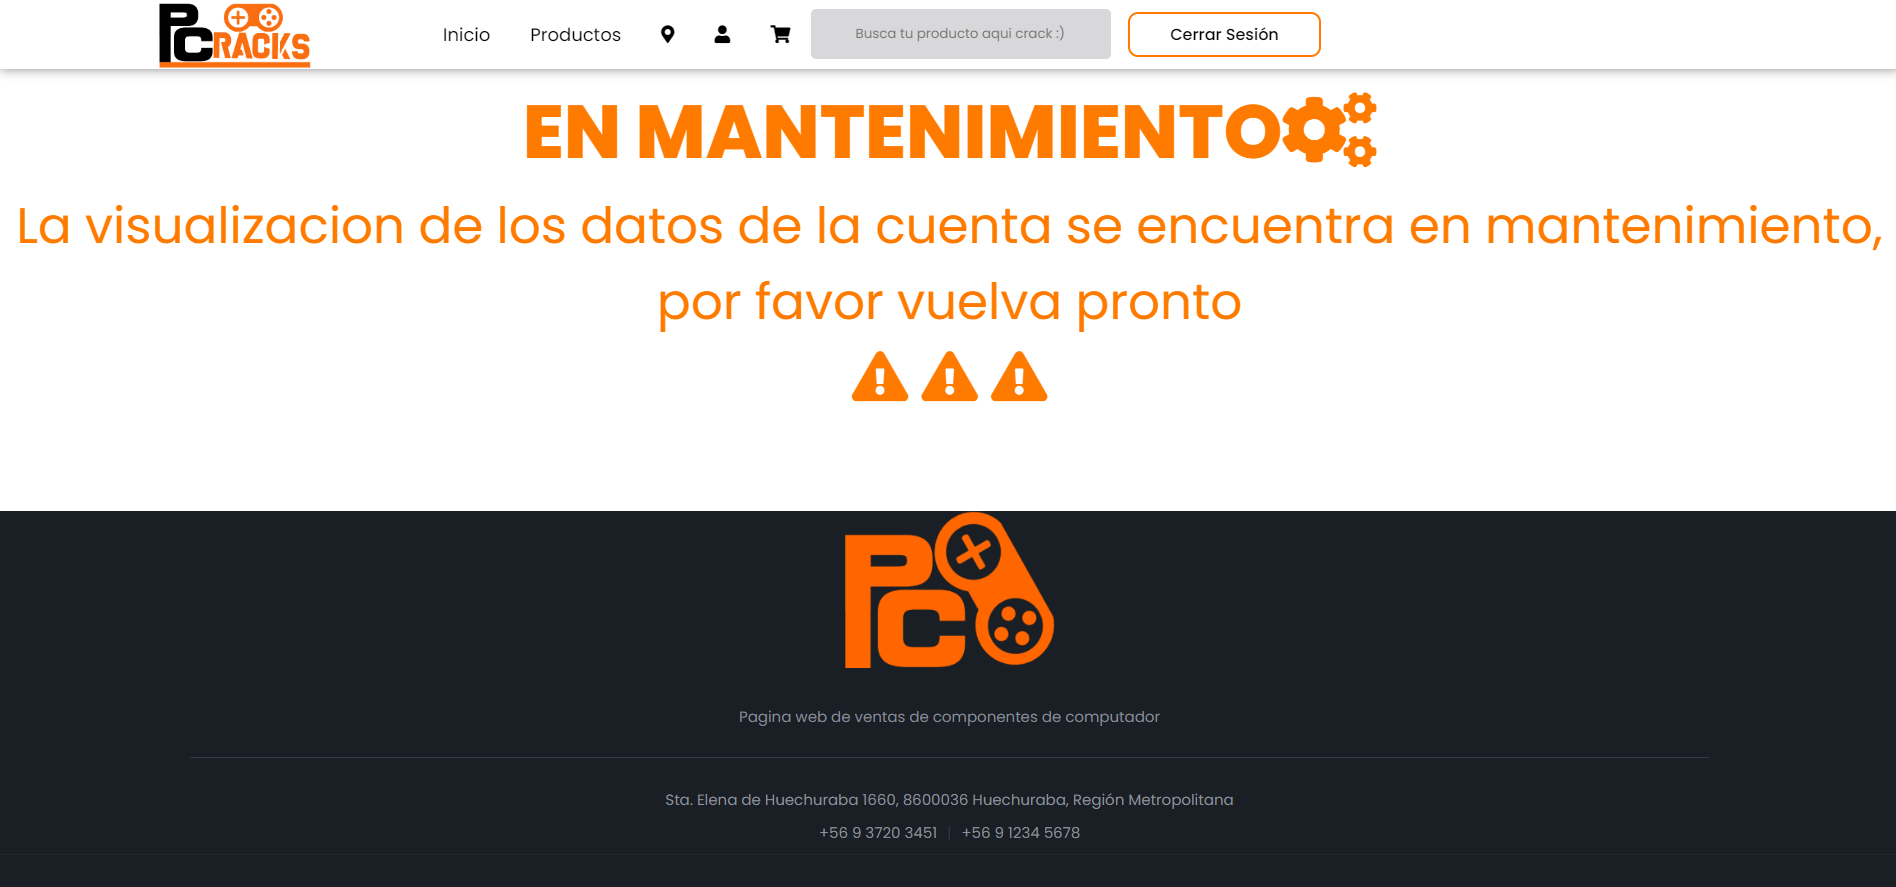 PCRACKS
Inicio
Productos
Busca tu producto aqui crack :)
Cerrar Sesión
EN MANTENIMIENTO
La visualizacion de los datos de la cuenta se encuentra en mantenimiento,
por favor vuelva pronto
PC
Pagina web de ventas de componentes de computador
Sta. Elena de Huechuraba 1660, 8600036 Huechuraba, Región Metropolitana
+56 9 3720 3451 | +56 9 1234 5678